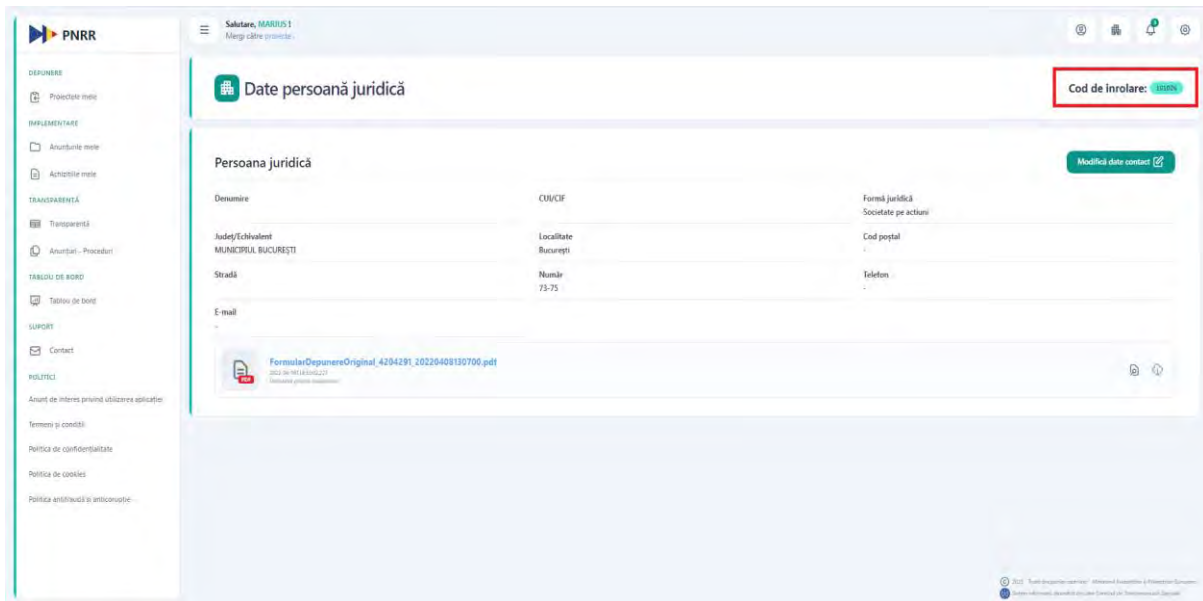 PNRR
Salutare, MARIUS !
Mergi către proiecte.
DEPUNERE
Proiectele mele
IMPLEMENTARE
Anunțurile mele
Achizițiile mele
TRANSPARENȚĂ
Transparență
Anunțuri - Proceduri
TABLOU DE BORD
Tablou de bord
SUPORT
Contact
POLITICI
Anunt de interes privind utilizarea aplicației
Termeni și condiții
Politica de confidențialitate
Politica de cookies
Politica antifraudă și anticorupție
Date persoană juridică
Cod de înrolare:
Persoana juridică
Modifică date contact
Denumire
CUI/CIF
Formă juridică
Societate pe actiuni
Județ/Echivalent
MUNICIPIUL BUCUREȘTI
Localitate
București
Cod poștal
-
Stradă
Număr
73-75
Telefon
-
E-mail
-
FormularDepunereOriginal_4204291_20220408130700.pdf
PDF